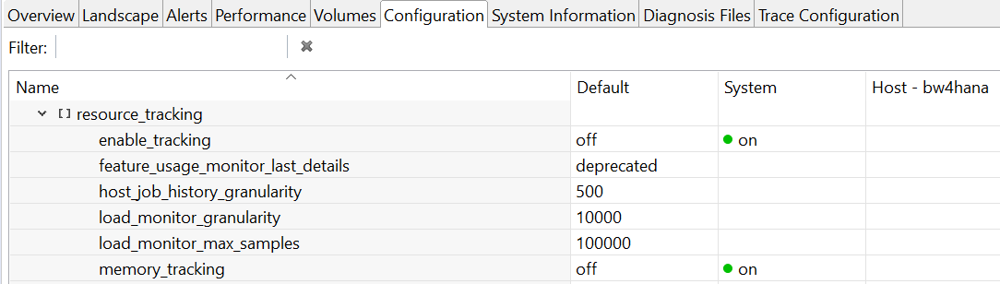 Overview Landscape Alerts Performance Volumes Configuration System Information Diagnosis Files Trace Configuration
Filter:
Name Default System Host - bw4hana
[] resource_tracking
enable_tracking off on
feature_usage_monitor_last_details deprecated
host_job_history_granularity 500
load_monitor_granularity 10000
load_monitor_max_samples 100000
memory_tracking off on